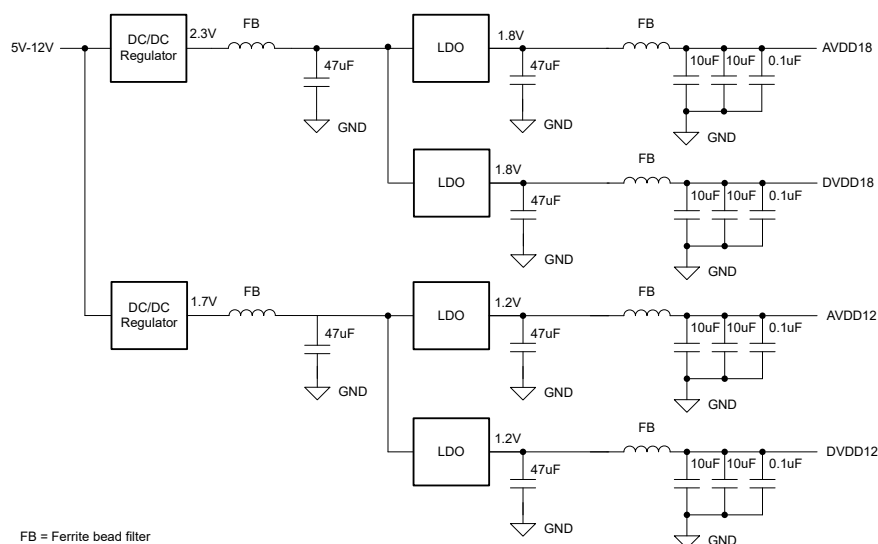 FB
FB
5V-12V
DC/DC
Regulator
2.3V
LDO
1.8V
AVDD18
47uF
47uF
10uF
10uF
0.1uF
GND
GND
GND
FB
LDO
1.8V
DVDD18
47uF
10uF
10uF
0.1uF
GND
GND
FB
FB
DC/DC
Regulator
1.7V
LDO
1.2V
AVDD12
47uF
47uF
10uF
10uF
0.1uF
GND
GND
GND
FB
LDO
1.2V
DVDD12
47uF
10uF
10uF
0.1uF
GND
GND
FB = Ferrite bead filter